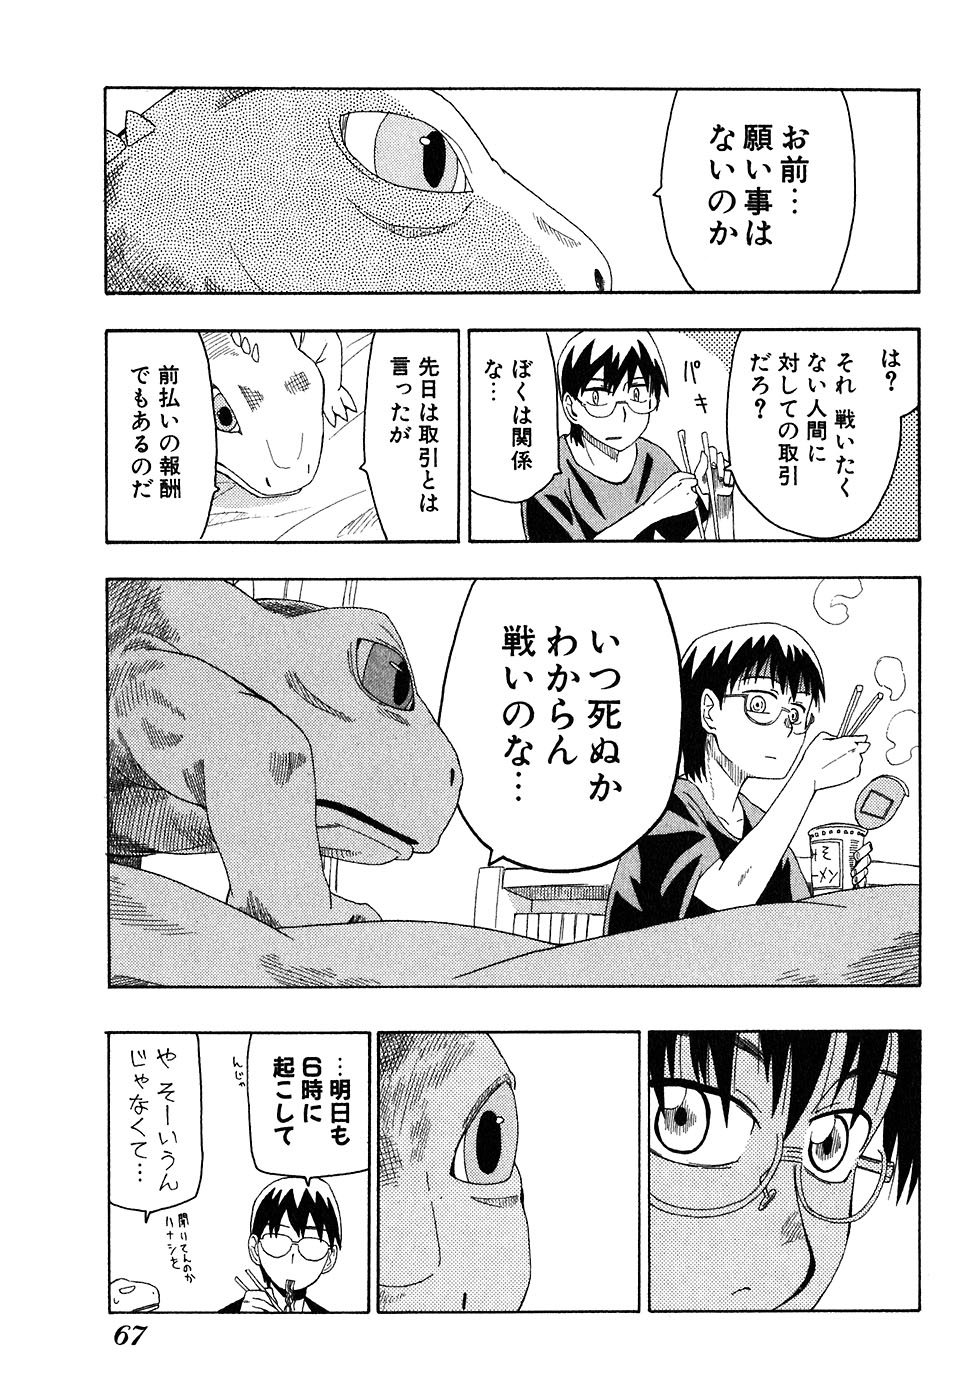 お前…
願い事は
ないのか
は?
それ 戦いたく
ない人間に
対しての取引
だろ?
パキ
ぼくは関係
な…
先日は取引とは
言ったが
前払いの報酬
でもあるのだ
いつ死ぬか
わからん
戦いのな…
…明日も
6時に
起こして
んじゃ
や そーいうん
じゃなくて…
聞いてんのか
ハナシを
67